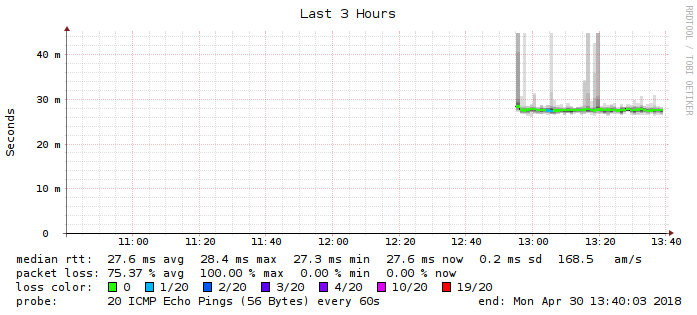 Last 3 Hours
RRDTOOL / TOBI OETIKER
Seconds
40 m
30 m
20 m
10 m
0
11:00 11:20 11:40 12:00 12:20 12:40 13:00 13:20 13:40
median rtt: 27.6 ms avg 28.4 ms max 27.3 ms min 27.6 ms now 0.2 ms sd 168.5 am/s
packet loss: 75.37 % avg 100.00 % max 0.00 % min 0.00 % now
loss color: 0 1/20 2/20 3/20 4/20 10/20 19/20
probe: 20 ICMP Echo Pings (56 Bytes) every 60s end: Mon Apr 30 13:40:03 2018